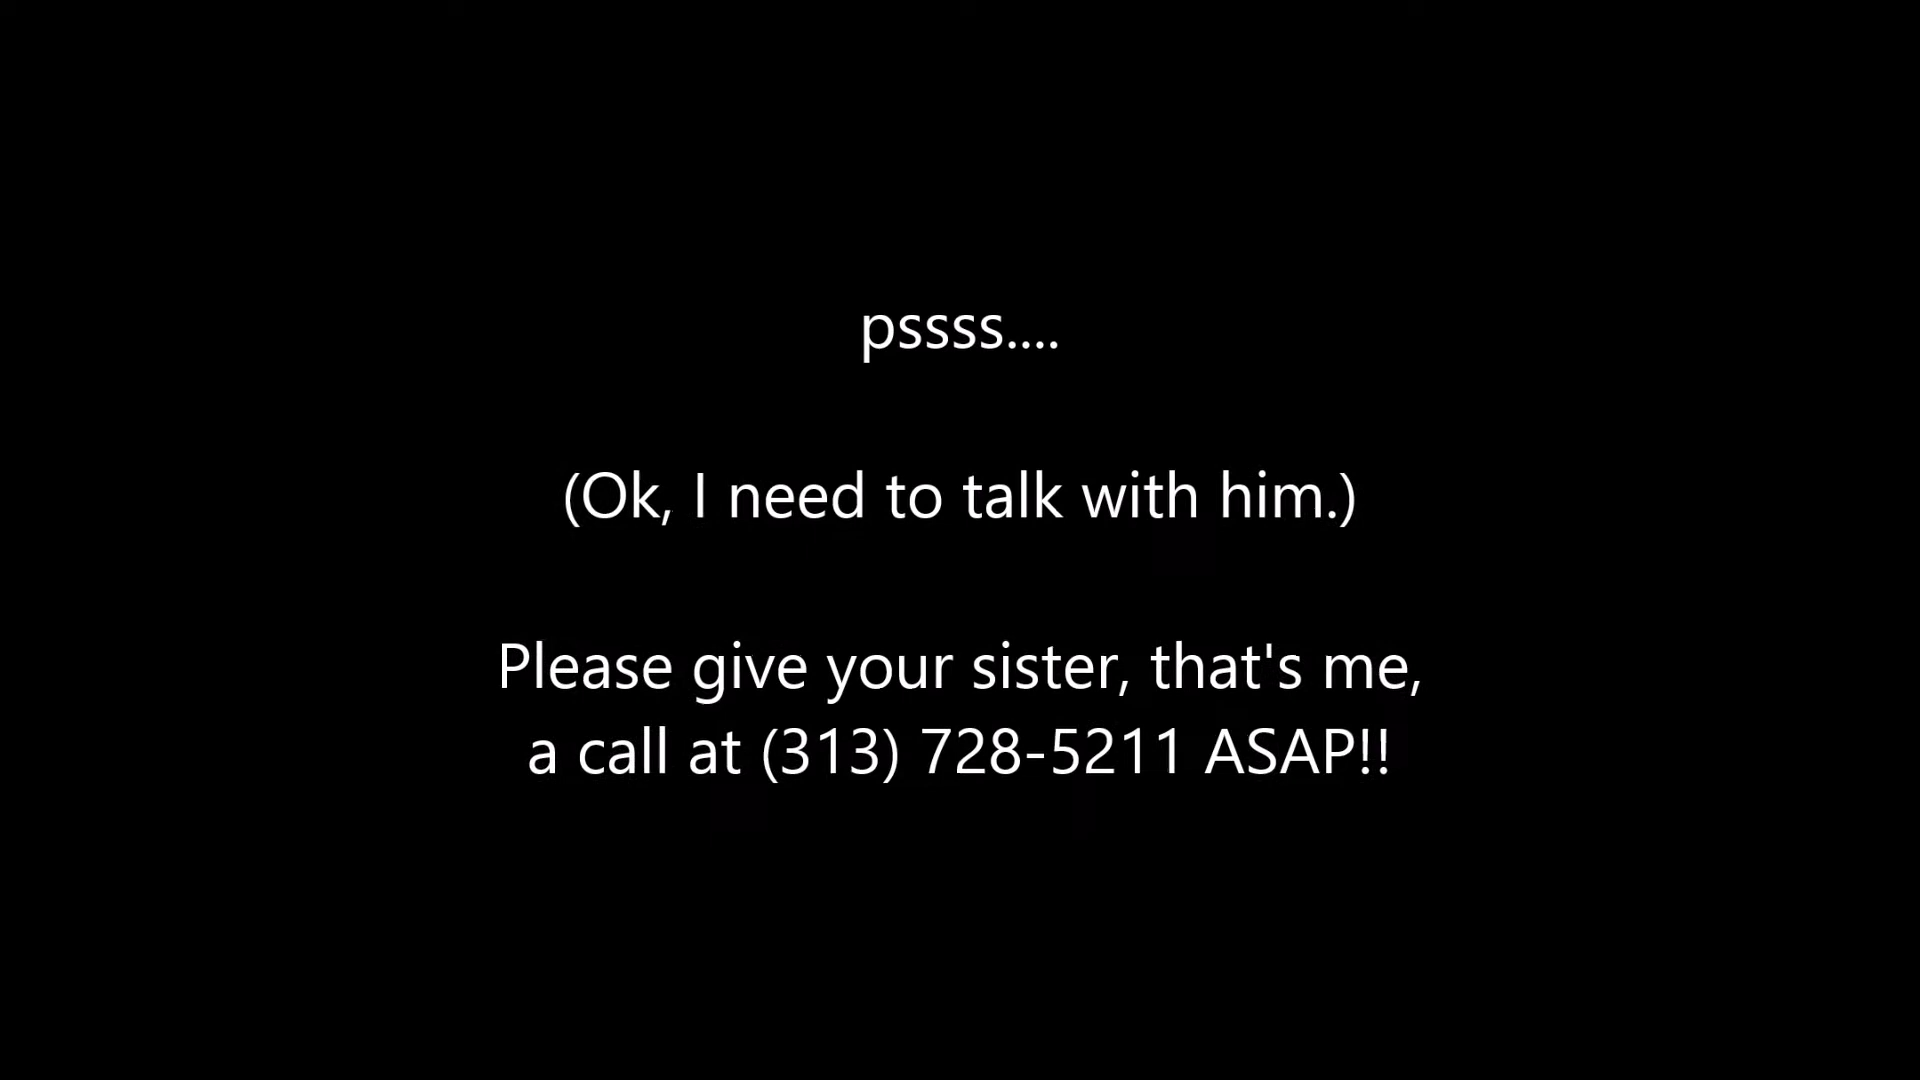 pssss....
(Ok, I need to talk with him.)
Please give your sister, that's me,
a call at (313) 728-5211 ASAP!!